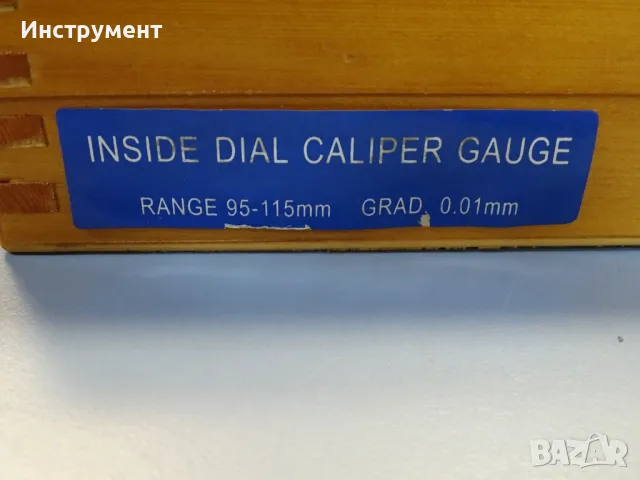 Инструмент
INSIDE DIAL CALIPER GAUGE
RANGE 95-115mm GRAD. 0.01mm
BAZAR